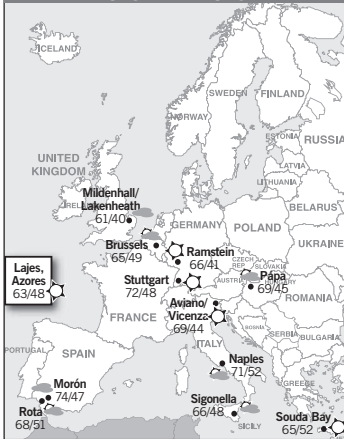 ICELAND
SWEDEN
FINLAND
NORWAY
RUSSIA
ESTONIA
LATVIA
LITHUANIA
UNITED
KINGDOM
Mildenhall/
Lakenheath
61/40
BELARUS
GERMANY
POLAND
Brussels
65/49
UKRAINE
Ramstein
66/41
Lajes,
Azores
63/48
Stuttgart
72/48
CZECH
REP
SLOVAKIA
Pápa
69/45
AUSTRIA
Aviano/
Vicenza
69/44
ROMANIA
FRANCE
BOSNIA
SERBIA
BULGARIA
ITALY
PORTUGAL
SPAIN
Naples
71/52
Morón
74/47
GREECE
Sigonella
66/48
Rota
68/51
SICILY
Souda Bay
65/52